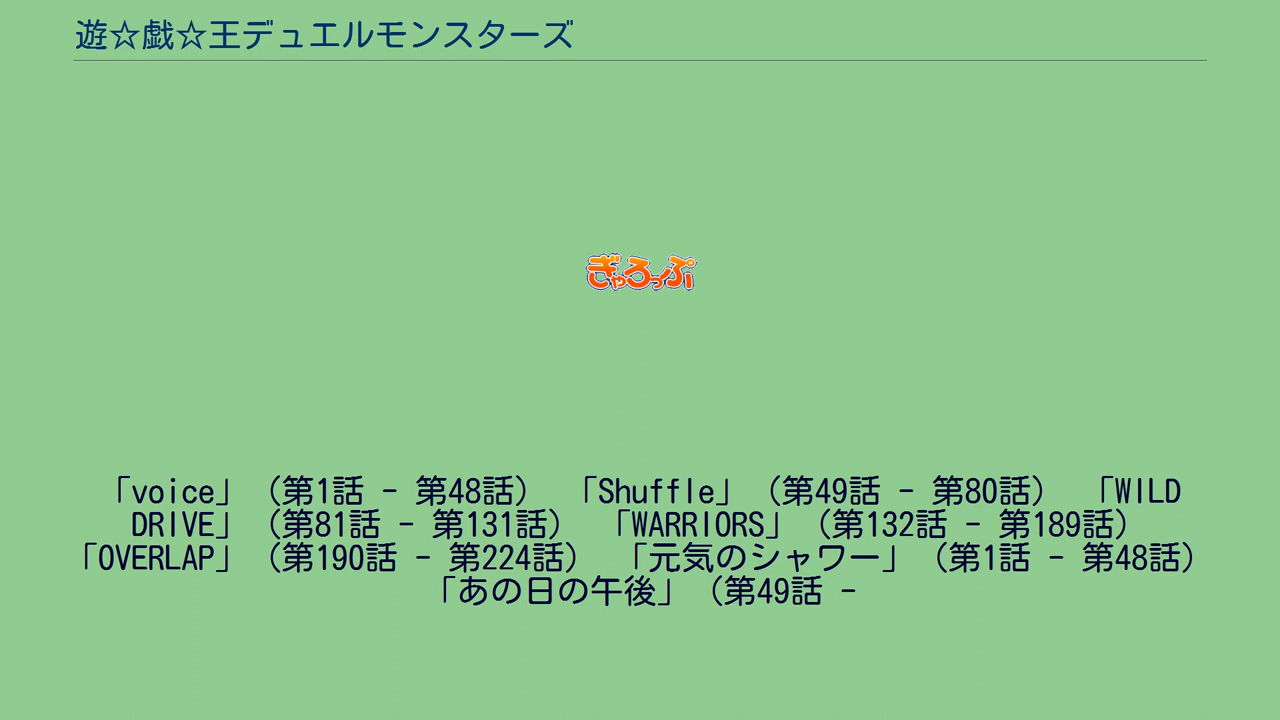 遊☆戯☆王デュエルモンスターズ
ぎゃろっぷ
「voice」（第1話 - 第48話） 「Shuffle」（第49話 - 第80話） 「WILD
DRIVE」（第81話 - 第131話） 「WARRIORS」（第132話 - 第189話）
「OVERLAP」（第190話 - 第224話） 「元気のシャワー」（第1話 - 第48話）
「あの日の午後」（第49話 -